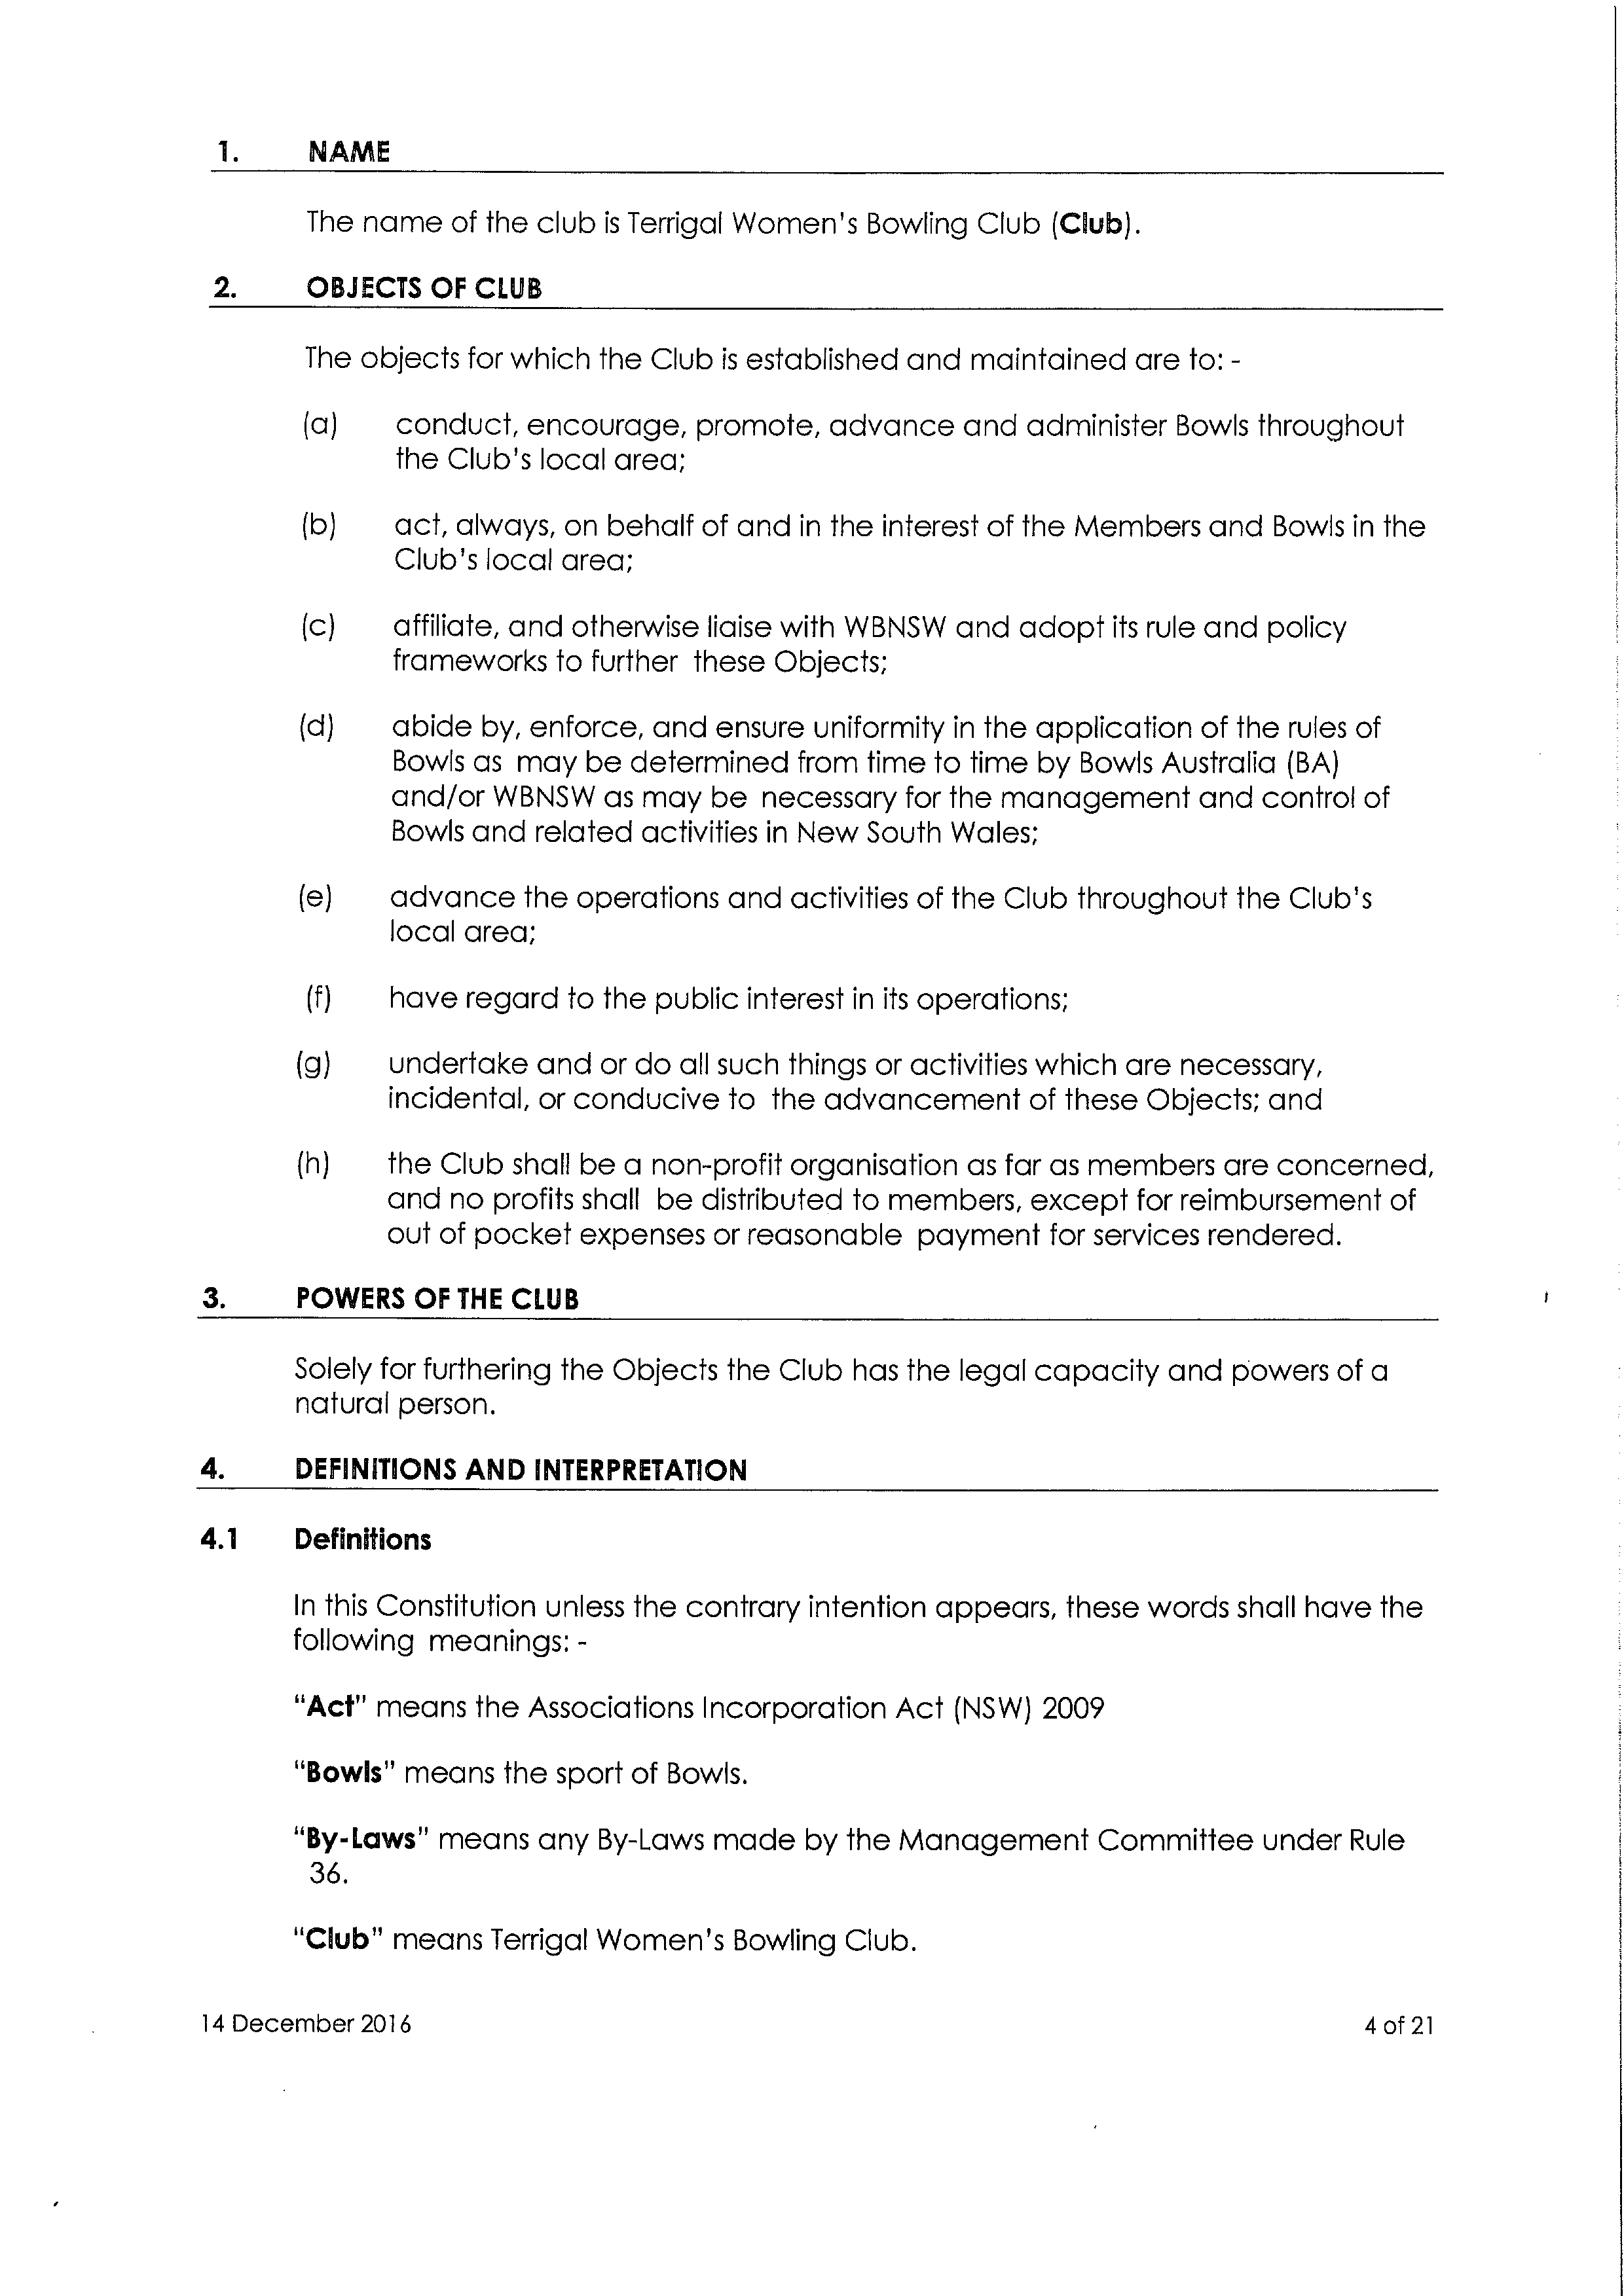 1. NAME
The name of the club is Terrigal Women's Bowling Club (Club).
2. OBJECTS OF CLUB
The objects for which the Club is established and maintained are to: -
(a) conduct, encourage, promote, advance and administer Bowls throughout
the Club's local area;
(b) act, always, on behalf of and in the interest of the Members and Bowls in the
Club's local area;
(c) affiliate, and otherwise liaise with WBNSW and adopt its rule and policy
frameworks to further these Objects;
(d) abide by, enforce, and ensure uniformity in the application of the rules of
Bowls as may be determined from time to time by Bowls Australia (BA)
and/or WBNSW as may be necessary for the management and control of
Bowls and related activities in New South Wales;
(e) advance the operations and activities of the Club throughout the Club's
local area;
(f) have regard to the public interest in its operations;
(g) undertake and or do all such things or activities which are necessary,
incidental, or conducive to the advancement of these Objects; and
(h) the Club shall be a non-profit organisation as far as members are concerned,
and no profits shall be distributed to members, except for reimbursement of
out of pocket expenses or reasonable payment for services rendered.
3. POWERS OF THE CLUB
Solely for furthering the Objects the Club has the legal capacity and powers of a
natural person.
4. DEFINITIONS AND INTERPRETATION
4.1 Definitions
In this Constitution unless the contrary intention appears, these words shall have the
following meanings: -
"Act" means the Associations Incorporation Act (NSW) 2009
"Bowls" means the sport of Bowls.
"By-Laws" means any By-Laws made by the Management Committee under Rule
36.
"Club" means Terrigal Women's Bowling Club.
14 December 2016 4 of 21